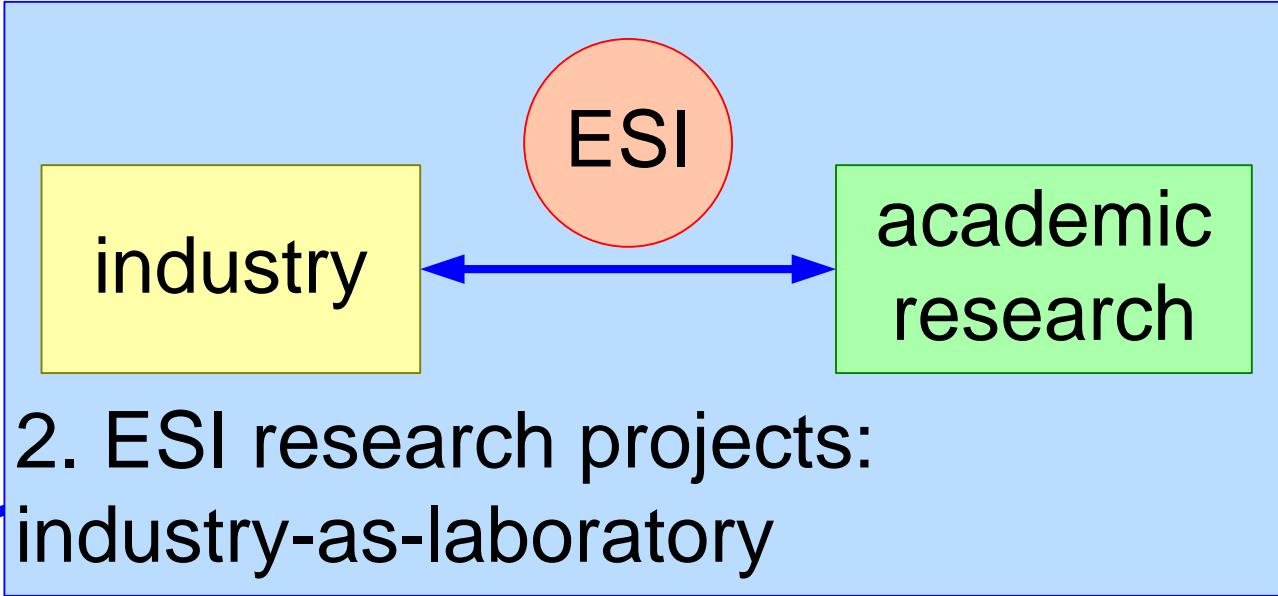 ESI
industry
academic
research
2. ESI research projects:
industry-as-laboratory